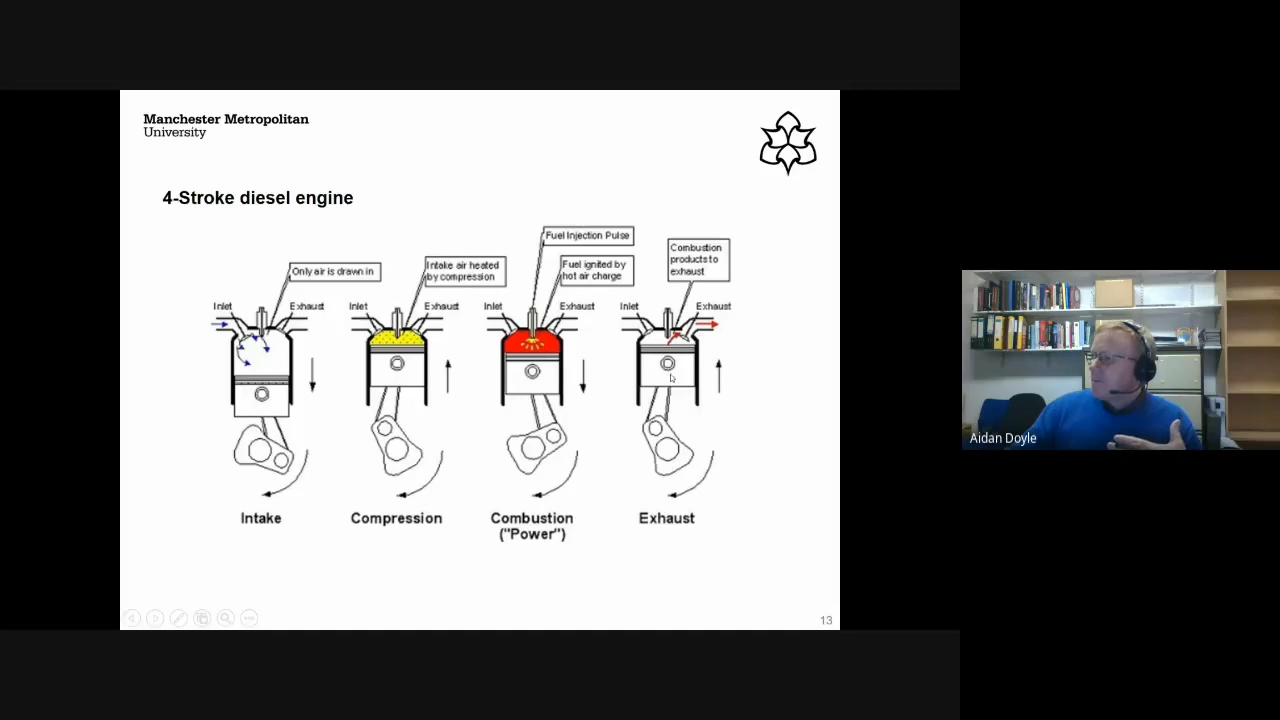 Manchester Metropolitan
University
4-Stroke diesel engine
Fuel Injection Pulse
Only air is drawn in
Intake air heated
by compression
Fuel ignited by
hot air charge
Combustion
products to
exhaust
Inlet
Exhaust
Inlet
Exhaust
Inlet
Exhaust
Inlet
Exhaust
Intake
Compression
Combustion
("Power")
Exhaust
13
Aidan Doyle